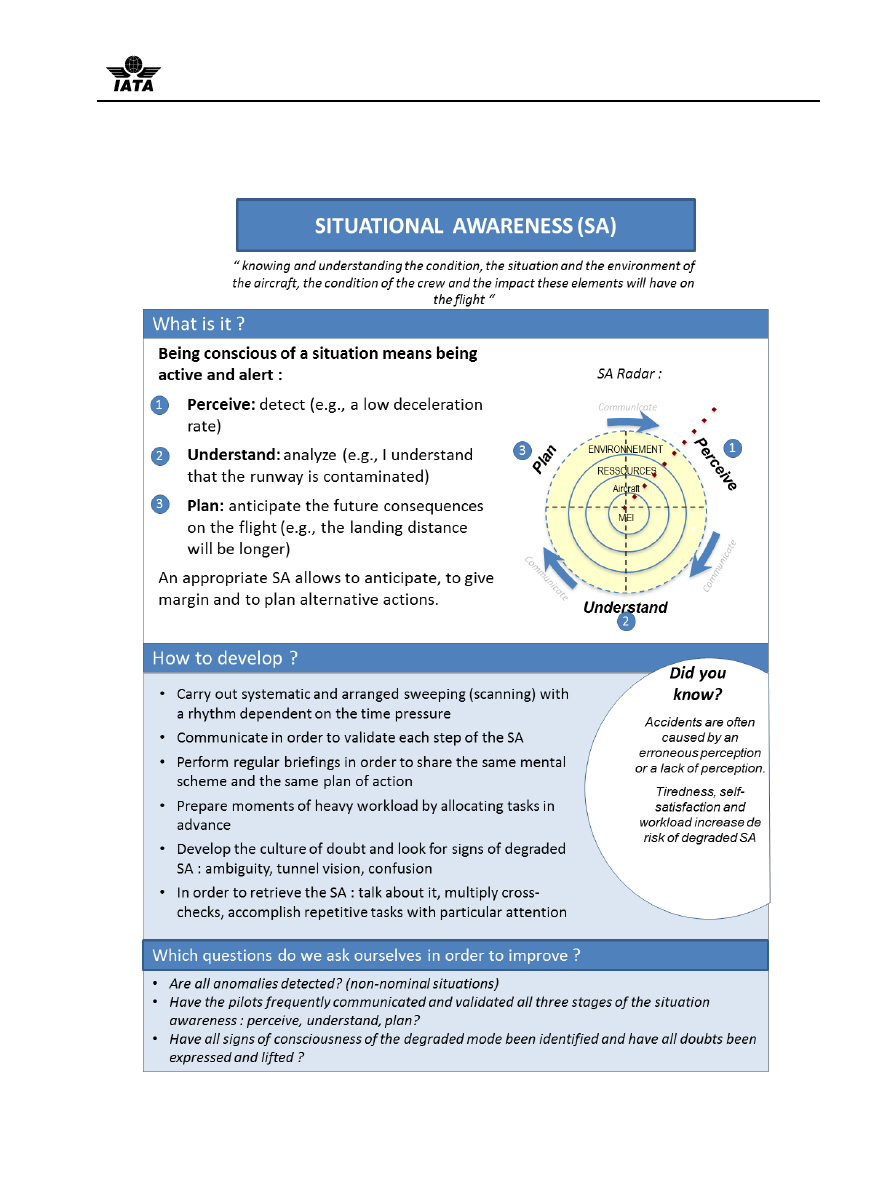 IATA
SITUATIONAL AWARENESS (SA)
“ knowing and understanding the condition, the situation and the environment of
the aircraft, the condition of the crew and the impact these elements will have on
the flight “
What is it ?
Being conscious of a situation means being
active and alert :
1 Perceive: detect (e.g., a low deceleration
rate)
2 Understand: analyze (e.g., I understand
that the runway is contaminated)
3 Plan: anticipate the future consequences
on the flight (e.g., the landing distance
will be longer)
An appropriate SA allows to anticipate, to give
margin and to plan alternative actions.
SA Radar :
Communicate
3
Plan
1
Perceive
ENVIRONNEMENT
RESSOURCES
Aircraft
MEI
Communicate
Communicate
Understand
2
How to develop ?
• Carry out systematic and arranged sweeping (scanning) with
a rhythm dependent on the time pressure
• Communicate in order to validate each step of the SA
• Perform regular briefings in order to share the same mental
scheme and the same plan of action
• Prepare moments of heavy workload by allocating tasks in
advance
• Develop the culture of doubt and look for signs of degraded
SA : ambiguity, tunnel vision, confusion
• In order to retrieve the SA : talk about it, multiply cross-
checks, accomplish repetitive tasks with particular attention
Did you
know?
Accidents are often
caused by an
erroneous perception
or a lack of perception.
Tiredness, self-
satisfaction and
workload increase de
risk of degraded SA
Which questions do we ask ourselves in order to improve ?
• Are all anomalies detected? (non-nominal situations)
• Have the pilots frequently communicated and validated all three stages of the situation
awareness : perceive, understand, plan?
• Have all signs of consciousness of the degraded mode been identified and have all doubts been
expressed and lifted ?